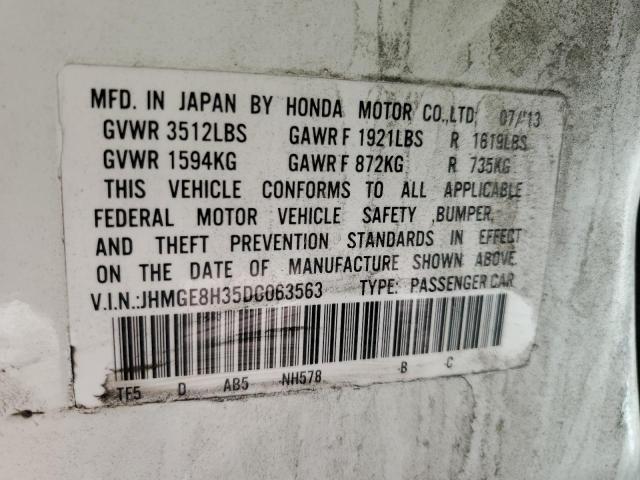 MFD. IN JAPAN BY HONDA MOTOR CO.,LTD. 07/13
GVWR 3512LBS GAWR F 1921LBS R 1619LBS
GVWR 1594KG GAWR F 872KG R 735KG
THIS VEHICLE CONFORMS TO ALL APPLICABLE
FEDERAL MOTOR VEHICLE SAFETY ,BUMPER,
AND THEFT PREVENTION STANDARDS IN EFFECT
ON THE DATE OF MANUFACTURE SHOWN ABOVE.
V.I.N.:JHMGE8H35DC063563 TYPE: PASSENGER CAR
TF5 D AB5 NH578 B C